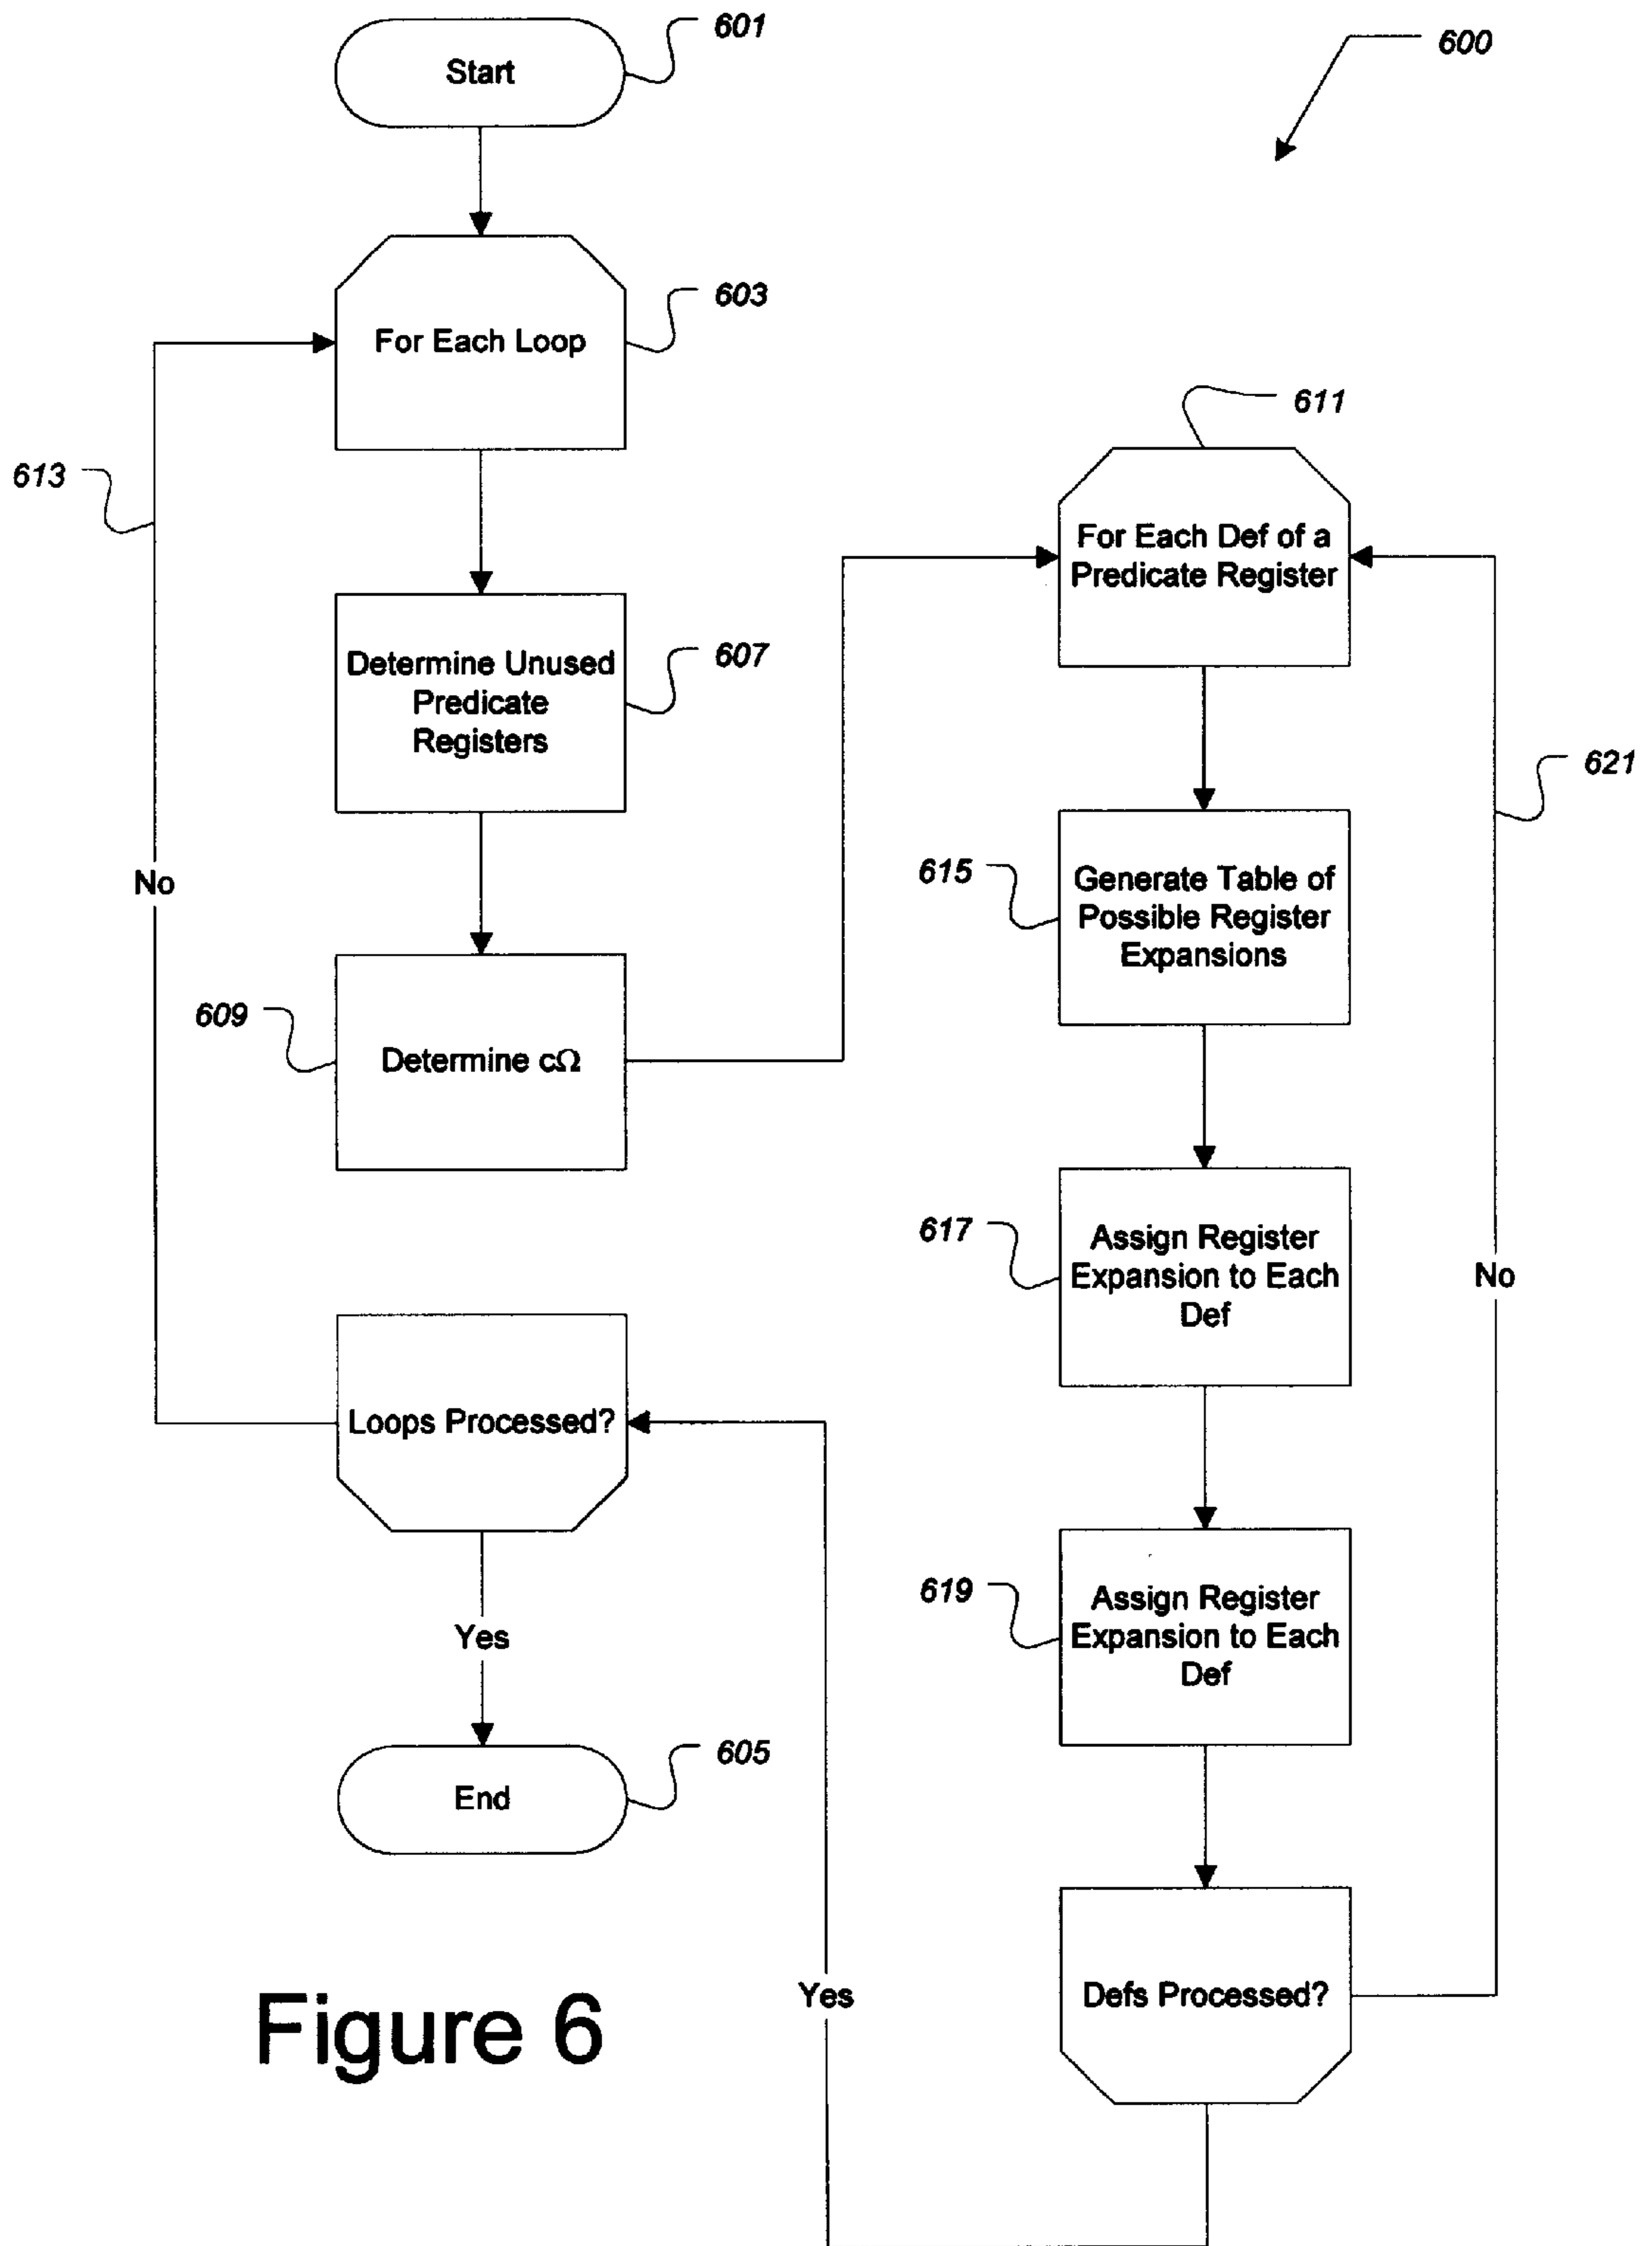 Start
601
600
For Each Loop
603
613
No
Determine Unused
Predicate
Registers
607
Determine cΩ
609
For Each Def of a
Predicate Register
611
Generate Table of
Possible Register
Expansions
615
621
Assign Register
Expansion to Each
Def
617
No
Assign Register
Expansion to Each
Def
619
Defs Processed?
Yes
Loops Processed?
Yes
End
605
Figure 6